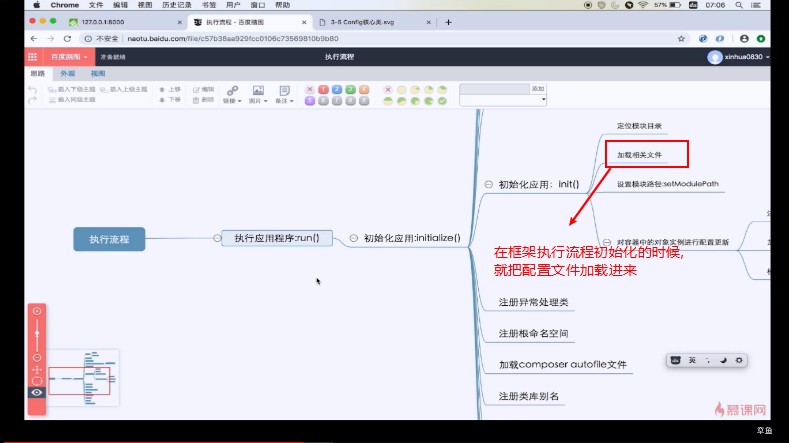 Chrome 文件 编辑 视图 历史记录 书签 用户 窗口 帮助
57% 07:06
127.0.0.1:8000
执行流程 - 百度脑图
3-5 Config核心类.svg
不安全 naotu.baidu.com/file/c57b38aa929fcc0106c73569810b9b80
百度脑图 准备就绪 执行流程 xinhua0830
思路 外观 视图
插入下级主题 插入上级主题 上移 编辑 添加
插入同级主题 下移 删除 链接 图片 备注
定位模块目录
初始化应用：init() 加载相关文件
设置模块路径:setModulePath
执行流程 执行应用程序:run() 初始化应用:initialize() 对容器中的对象实例进行配置更新
在框架执行流程初始化的时候,
就把配置文件加载进来
注册异常处理类
注册根命名空间
加载composer autofile文件
英
注册类库别名
慕课网
章鱼